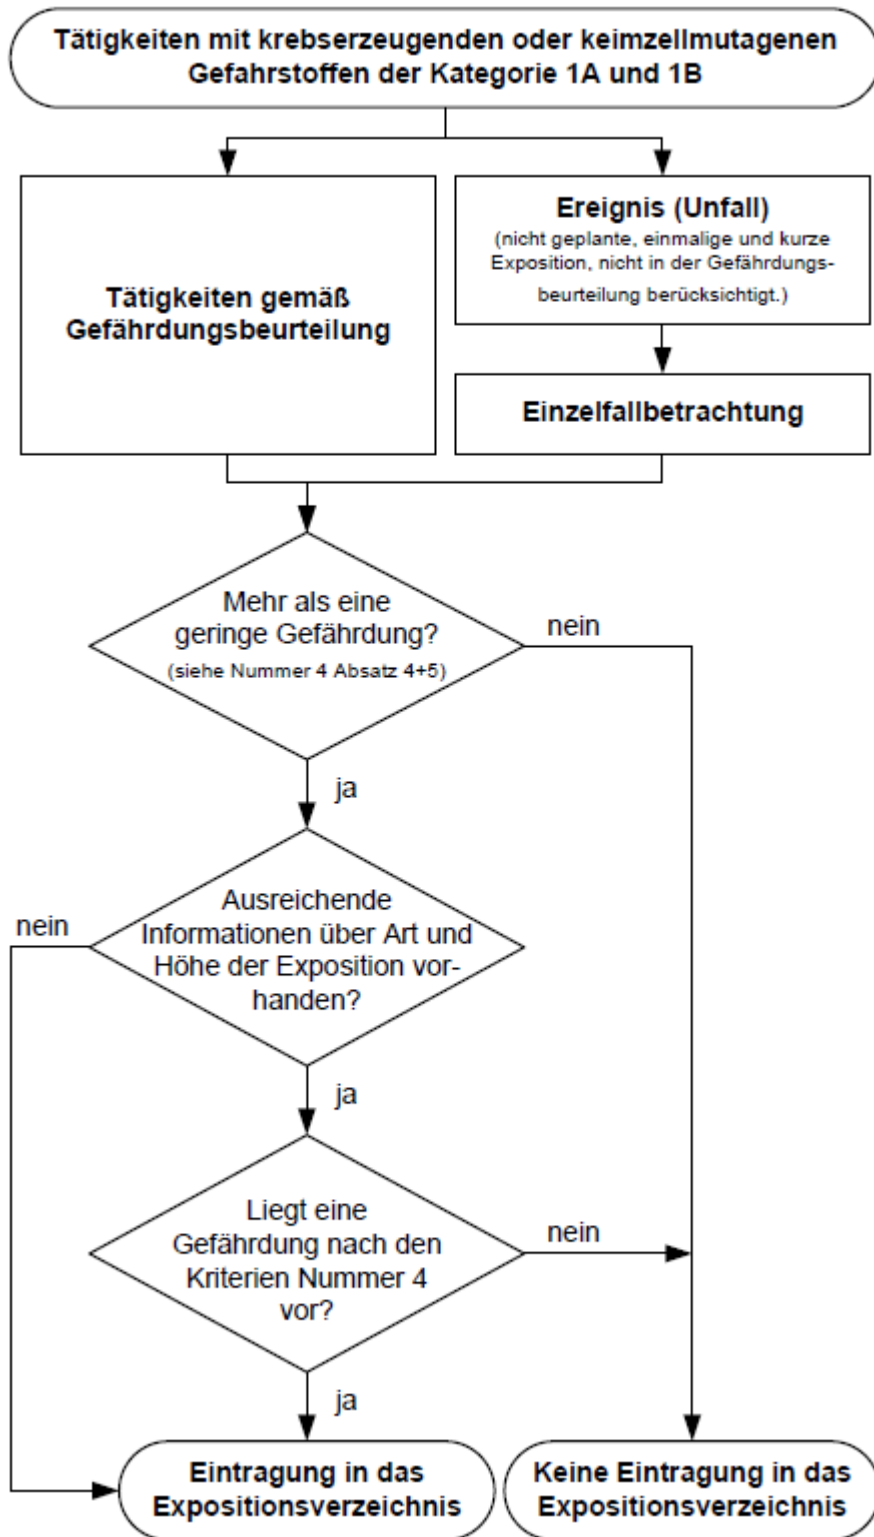 Tätigkeiten mit krebserzeugenden oder keimzellmutagenen
Gefahrstoffen der Kategorie 1A und 1B
Tätigkeiten gemäß
Gefährdungsbeurteilung
Ereignis (Unfall)
(nicht geplante, einmalige und kurze
Exposition, nicht in der Gefährdungs-
beurteilung berücksichtigt.)
Einzelfallbetrachtung
Mehr als eine
geringe Gefährdung?
(siehe Nummer 4 Absatz 4+5)
nein
ja
Ausreichende
Informationen über Art und
Höhe der Exposition vor-
handen?
nein
ja
Liegt eine
Gefährdung nach den
Kriterien Nummer 4
vor?
nein
ja
Eintragung in das
Expositionsverzeichnis
Keine Eintragung in das
Expositionsverzeichnis